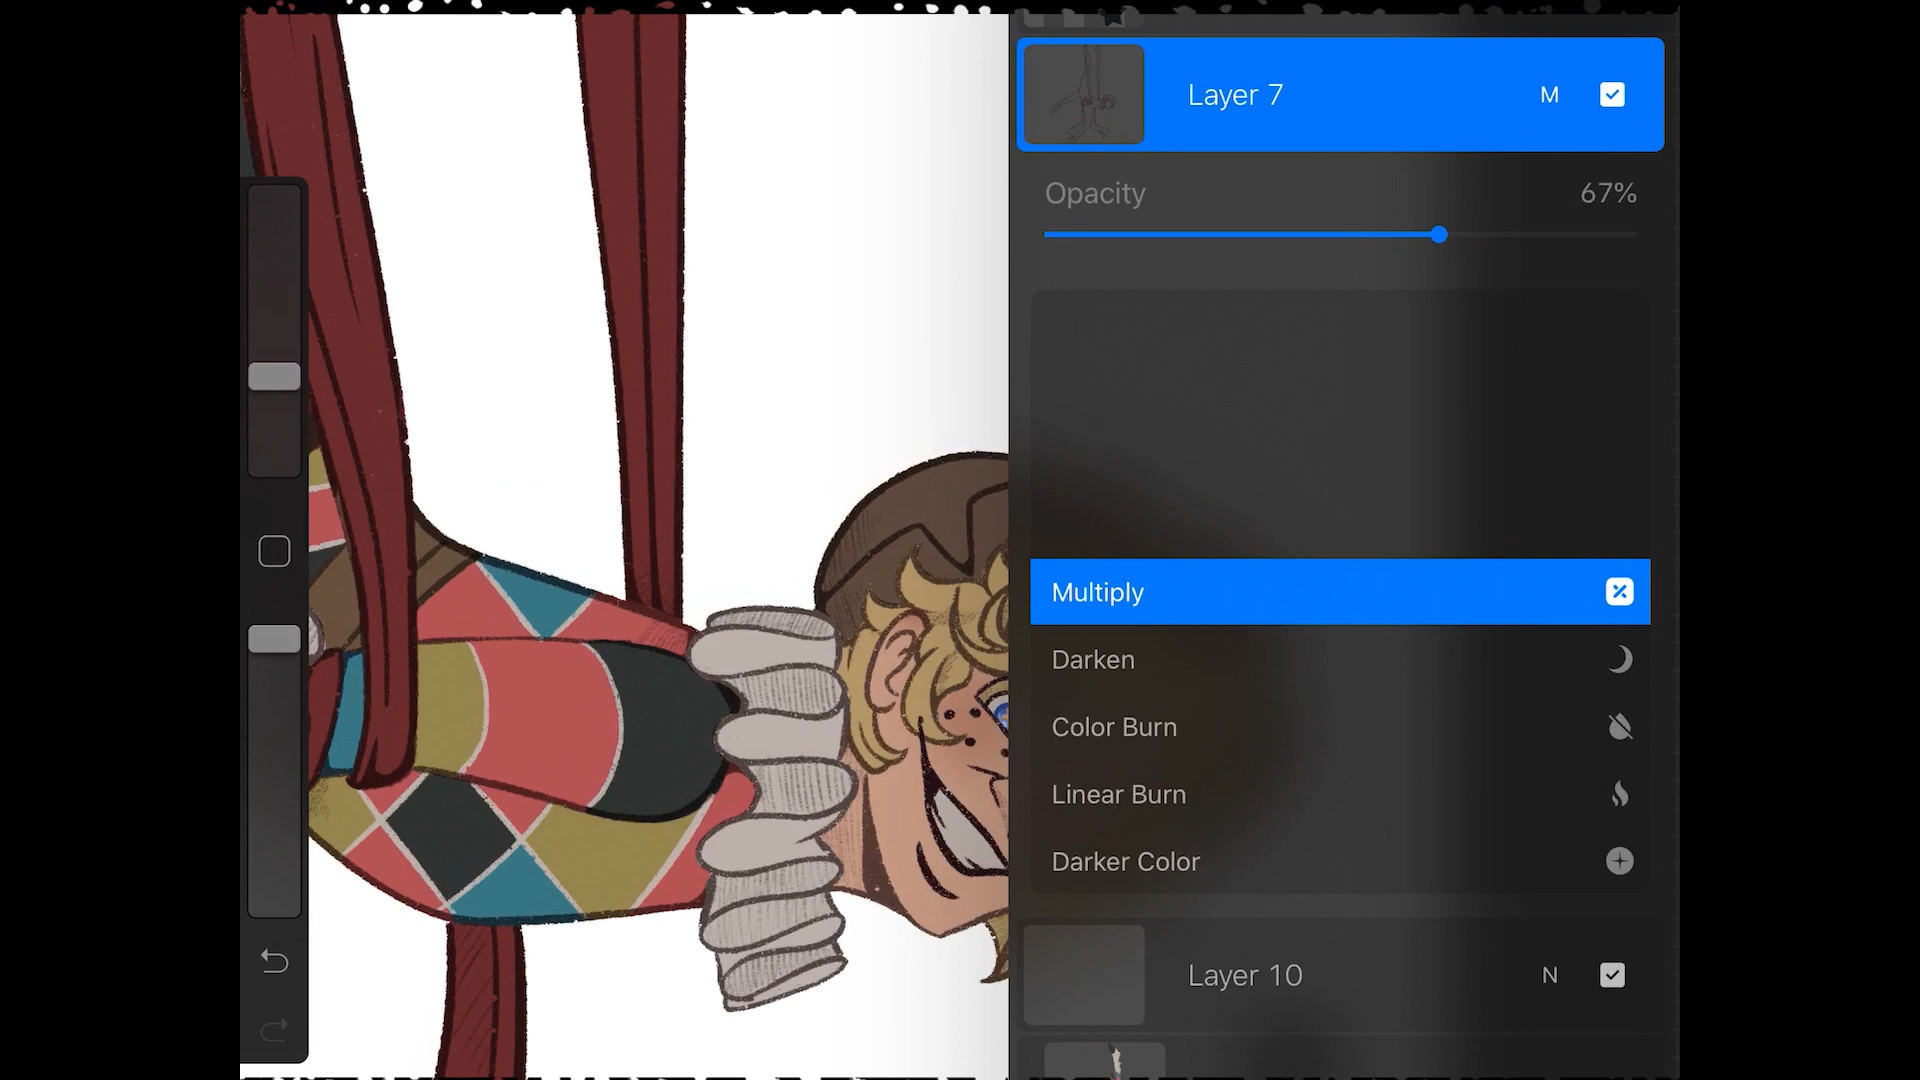 Layer 7 M
Opacity 67%
Multiply
Darken
Color Burn
Linear Burn
Darker Color
Layer 10 N